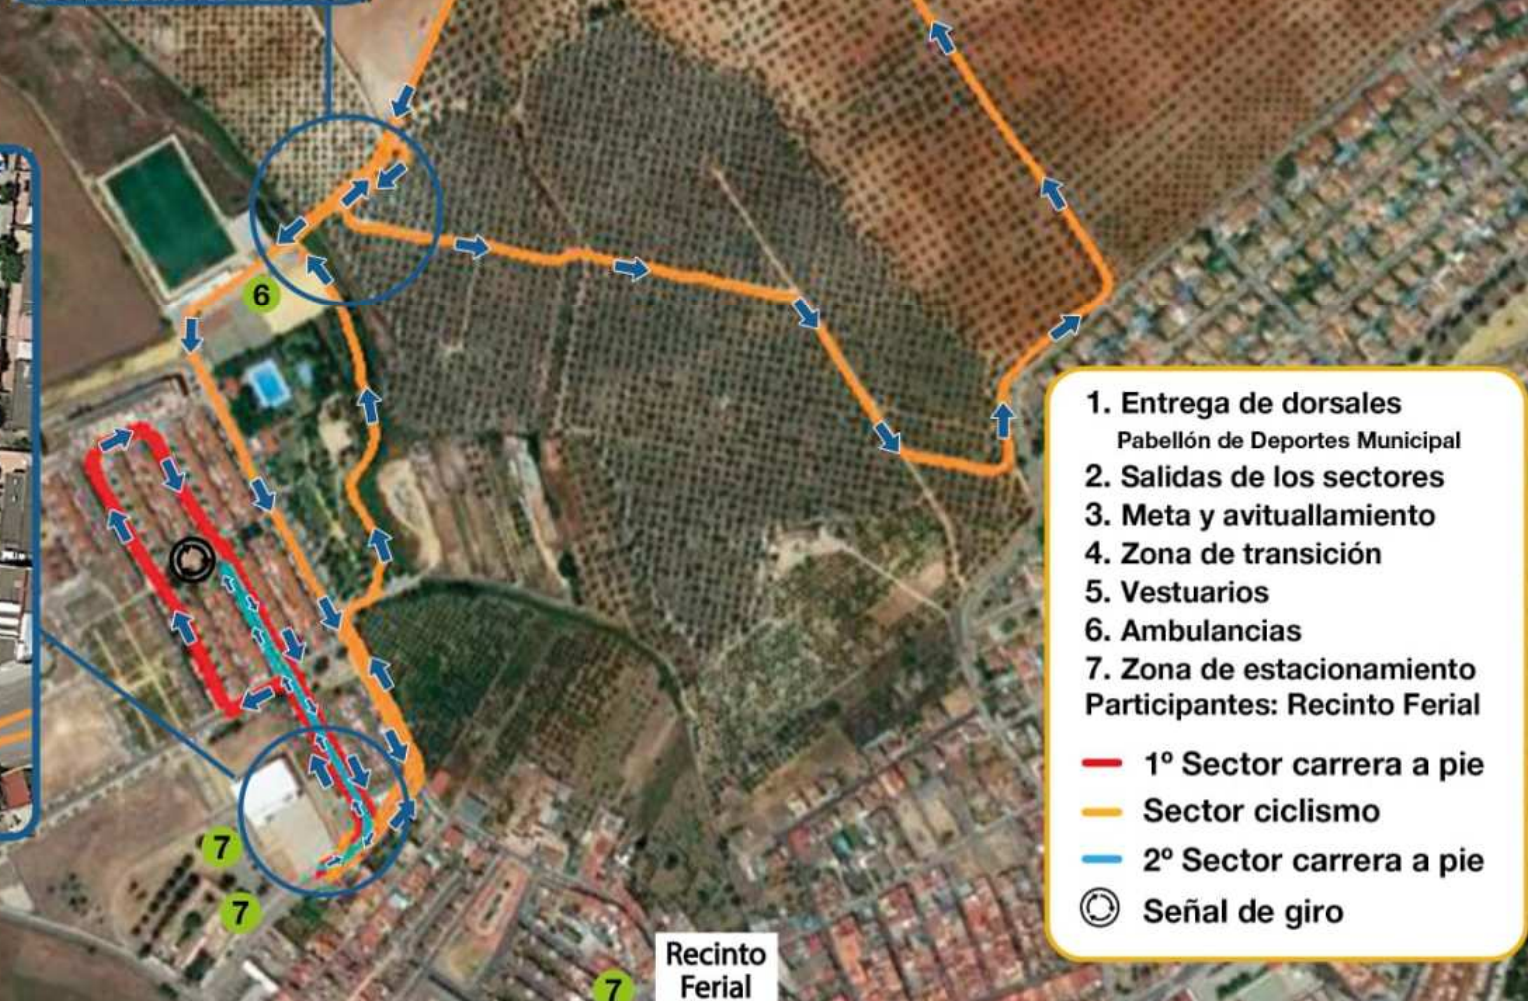 6
1. Entrega de dorsales
Pabellón de Deportes Municipal
2. Salidas de los sectores
3. Meta y avituallamiento
4. Zona de transición
5. Vestuarios
6. Ambulancias
7. Zona de estacionamiento
Participantes: Recinto Ferial
1º Sector carrera a pie
Sector ciclismo
2º Sector carrera a pie
Señal de giro
7
7
Recinto
Ferial
7